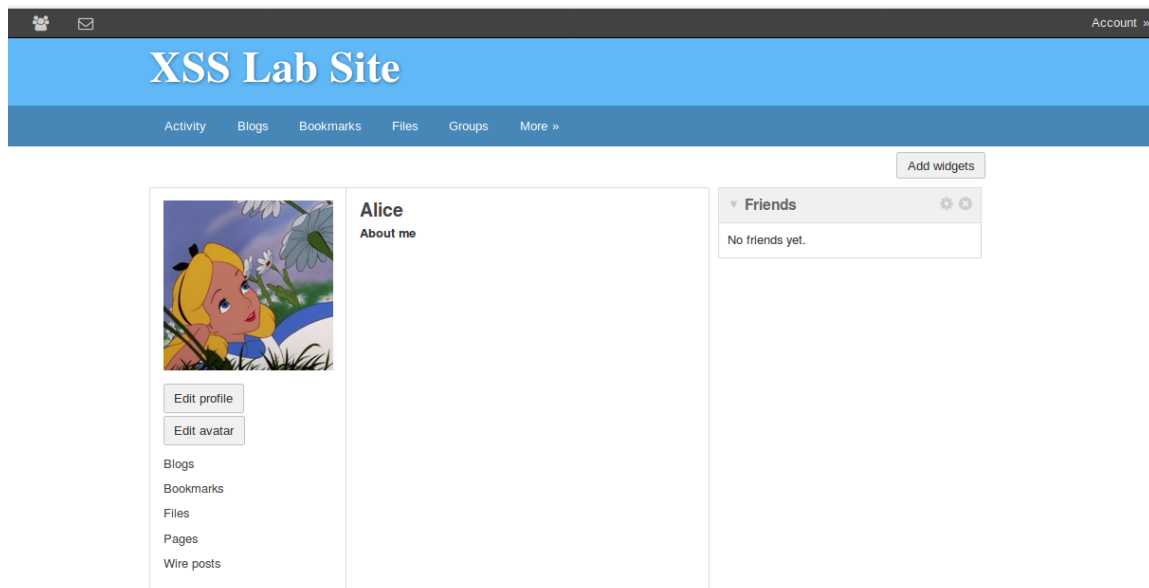 Account »
XSS Lab Site
Activity Blogs Bookmarks Files Groups More »
Add widgets
Alice
About me
Friends
No friends yet.
Edit profile
Edit avatar
Blogs
Bookmarks
Files
Pages
Wire posts